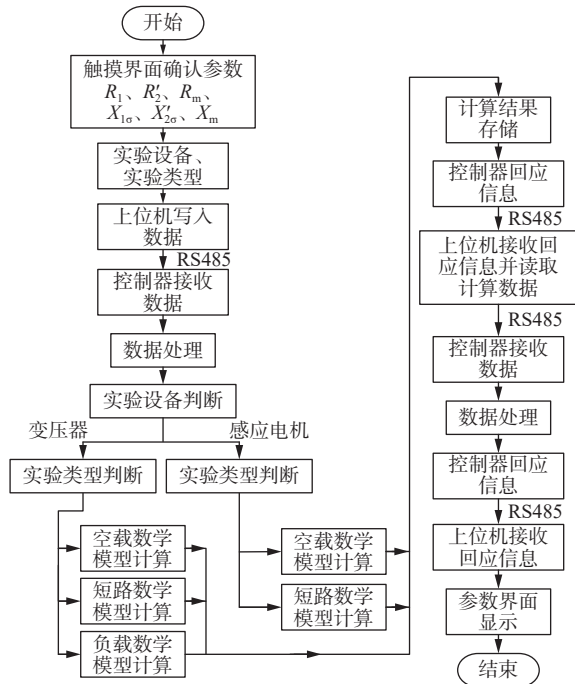 开始
触摸界面确认参数
R₁、R′₂、Rₘ、
X₁σ、X′₂σ、Xₘ
实验设备、
实验类型
上位机写入
数据
RS485
控制器接收
数据
数据处理
实验设备判断
变压器
感应电机
实验类型判断
实验类型判断
空载数学
模型计算
短路数学
模型计算
负载数学
模型计算
空载数学
模型计算
短路数学
模型计算
计算结果
存储
控制器回应
信息
RS485
上位机接收回
应信息并读取
计算数据
RS485
控制器接收
数据
数据处理
控制器回应
信息
RS485
上位机接收
回应信息
参数界面
显示
结束